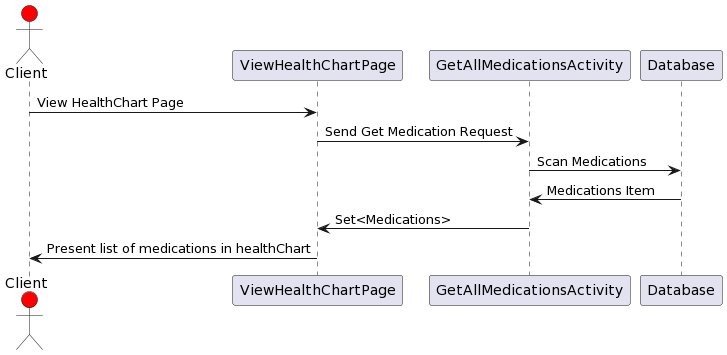 Client
ViewHealthChartPage
GetAllMedicationsActivity
Database
View HealthChart Page
Send Get Medication Request
Scan Medications
Medications Item
Set<Medications>
Present list of medications in healthChart
Client
ViewHealthChartPage
GetAllMedicationsActivity
Database